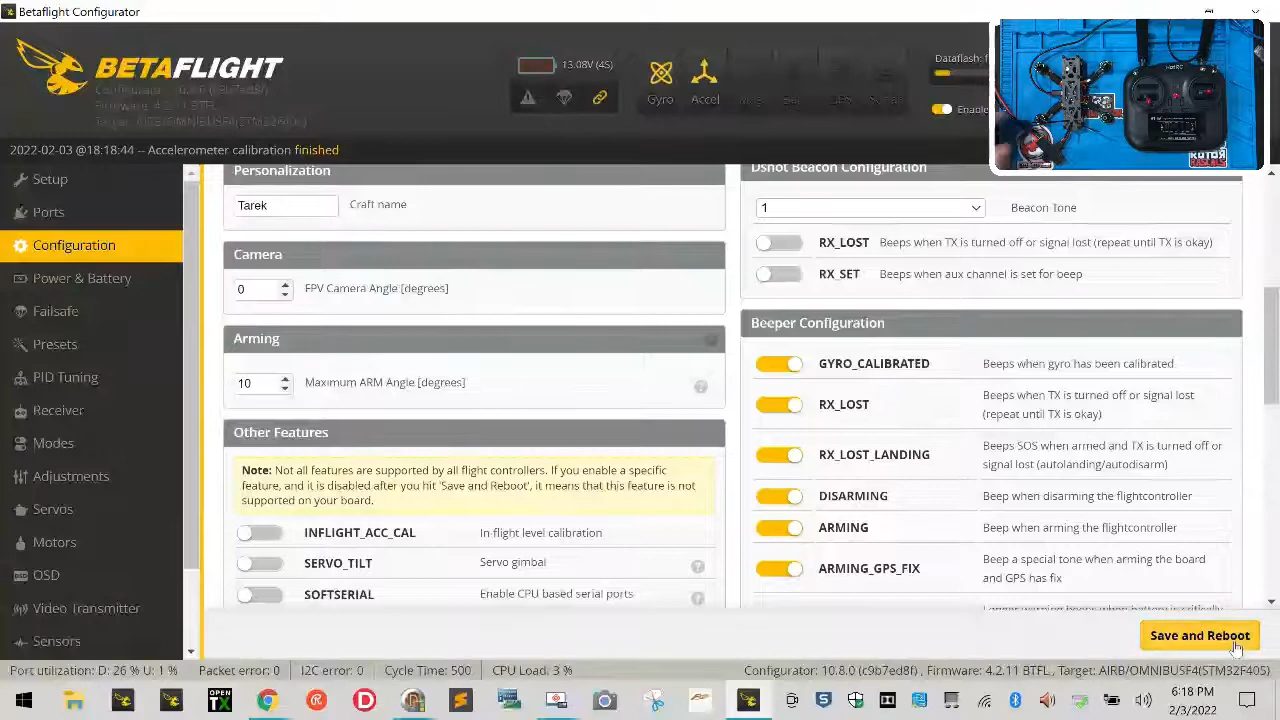 Betaflight Configurator
BETAFLIGHT
13.08V (4S)
Gyro
Accel
Dataflash: f
Enable
2022-02-03 @18:18:44 -- Accelerometer calibration finished
Setup
Ports
Configuration
Power & Battery
Failsafe
Presets
PID Tuning
Receiver
Modes
Adjustments
Servos
Motors
OSD
Video Transmitter
Sensors
Personalization
Tarek
Craft name
Camera
0
FPV Camera Angle [degrees]
Arming
10
Maximum ARM Angle [degrees]
Other Features
Note: Not all features are supported by all flight controllers. If you enable a specific
feature, and it is disabled after you hit 'Save and Reboot', it means that this feature is not
supported on your board.
INFLIGHT_ACC_CAL In-flight level calibration
SERVO_TILT Servo gimbal
SOFTSERIAL Enable CPU based serial ports
Dshot Beacon Configuration
1
Beacon Tone
RX_LOST Beeps when TX is turned off or signal lost (repeat until TX is okay)
RX_SET Beeps when aux channel is set for beep
Beeper Configuration
GYRO_CALIBRATED Beeps when gyro has been calibrated
RX_LOST Beeps when TX is turned off or signal lost
(repeat until TX is okay)
RX_LOST_LANDING Beeps SOS when armed and TX is turned off or
signal lost (autolanding/autodisarm)
DISARMING Beep when disarming the flightcontroller
ARMING Beep when arming the flightcontroller
ARMING_GPS_FIX Beep a special tone when arming the board
and GPS has fix
Save and Reboot
Port utilization: D: 26 % U: 1 %
Packet error: 0
I2C error: 0
Cycle Time: 500
CPU Load: 3 %
Configurator: 10.8.0 (c9b7ed8f), Firmware: 4.2.11 BTFL, Target: AIRB/OMNIBUSF4(STM32F405)
OPEN
TX
6:18 PM
2/3/2022